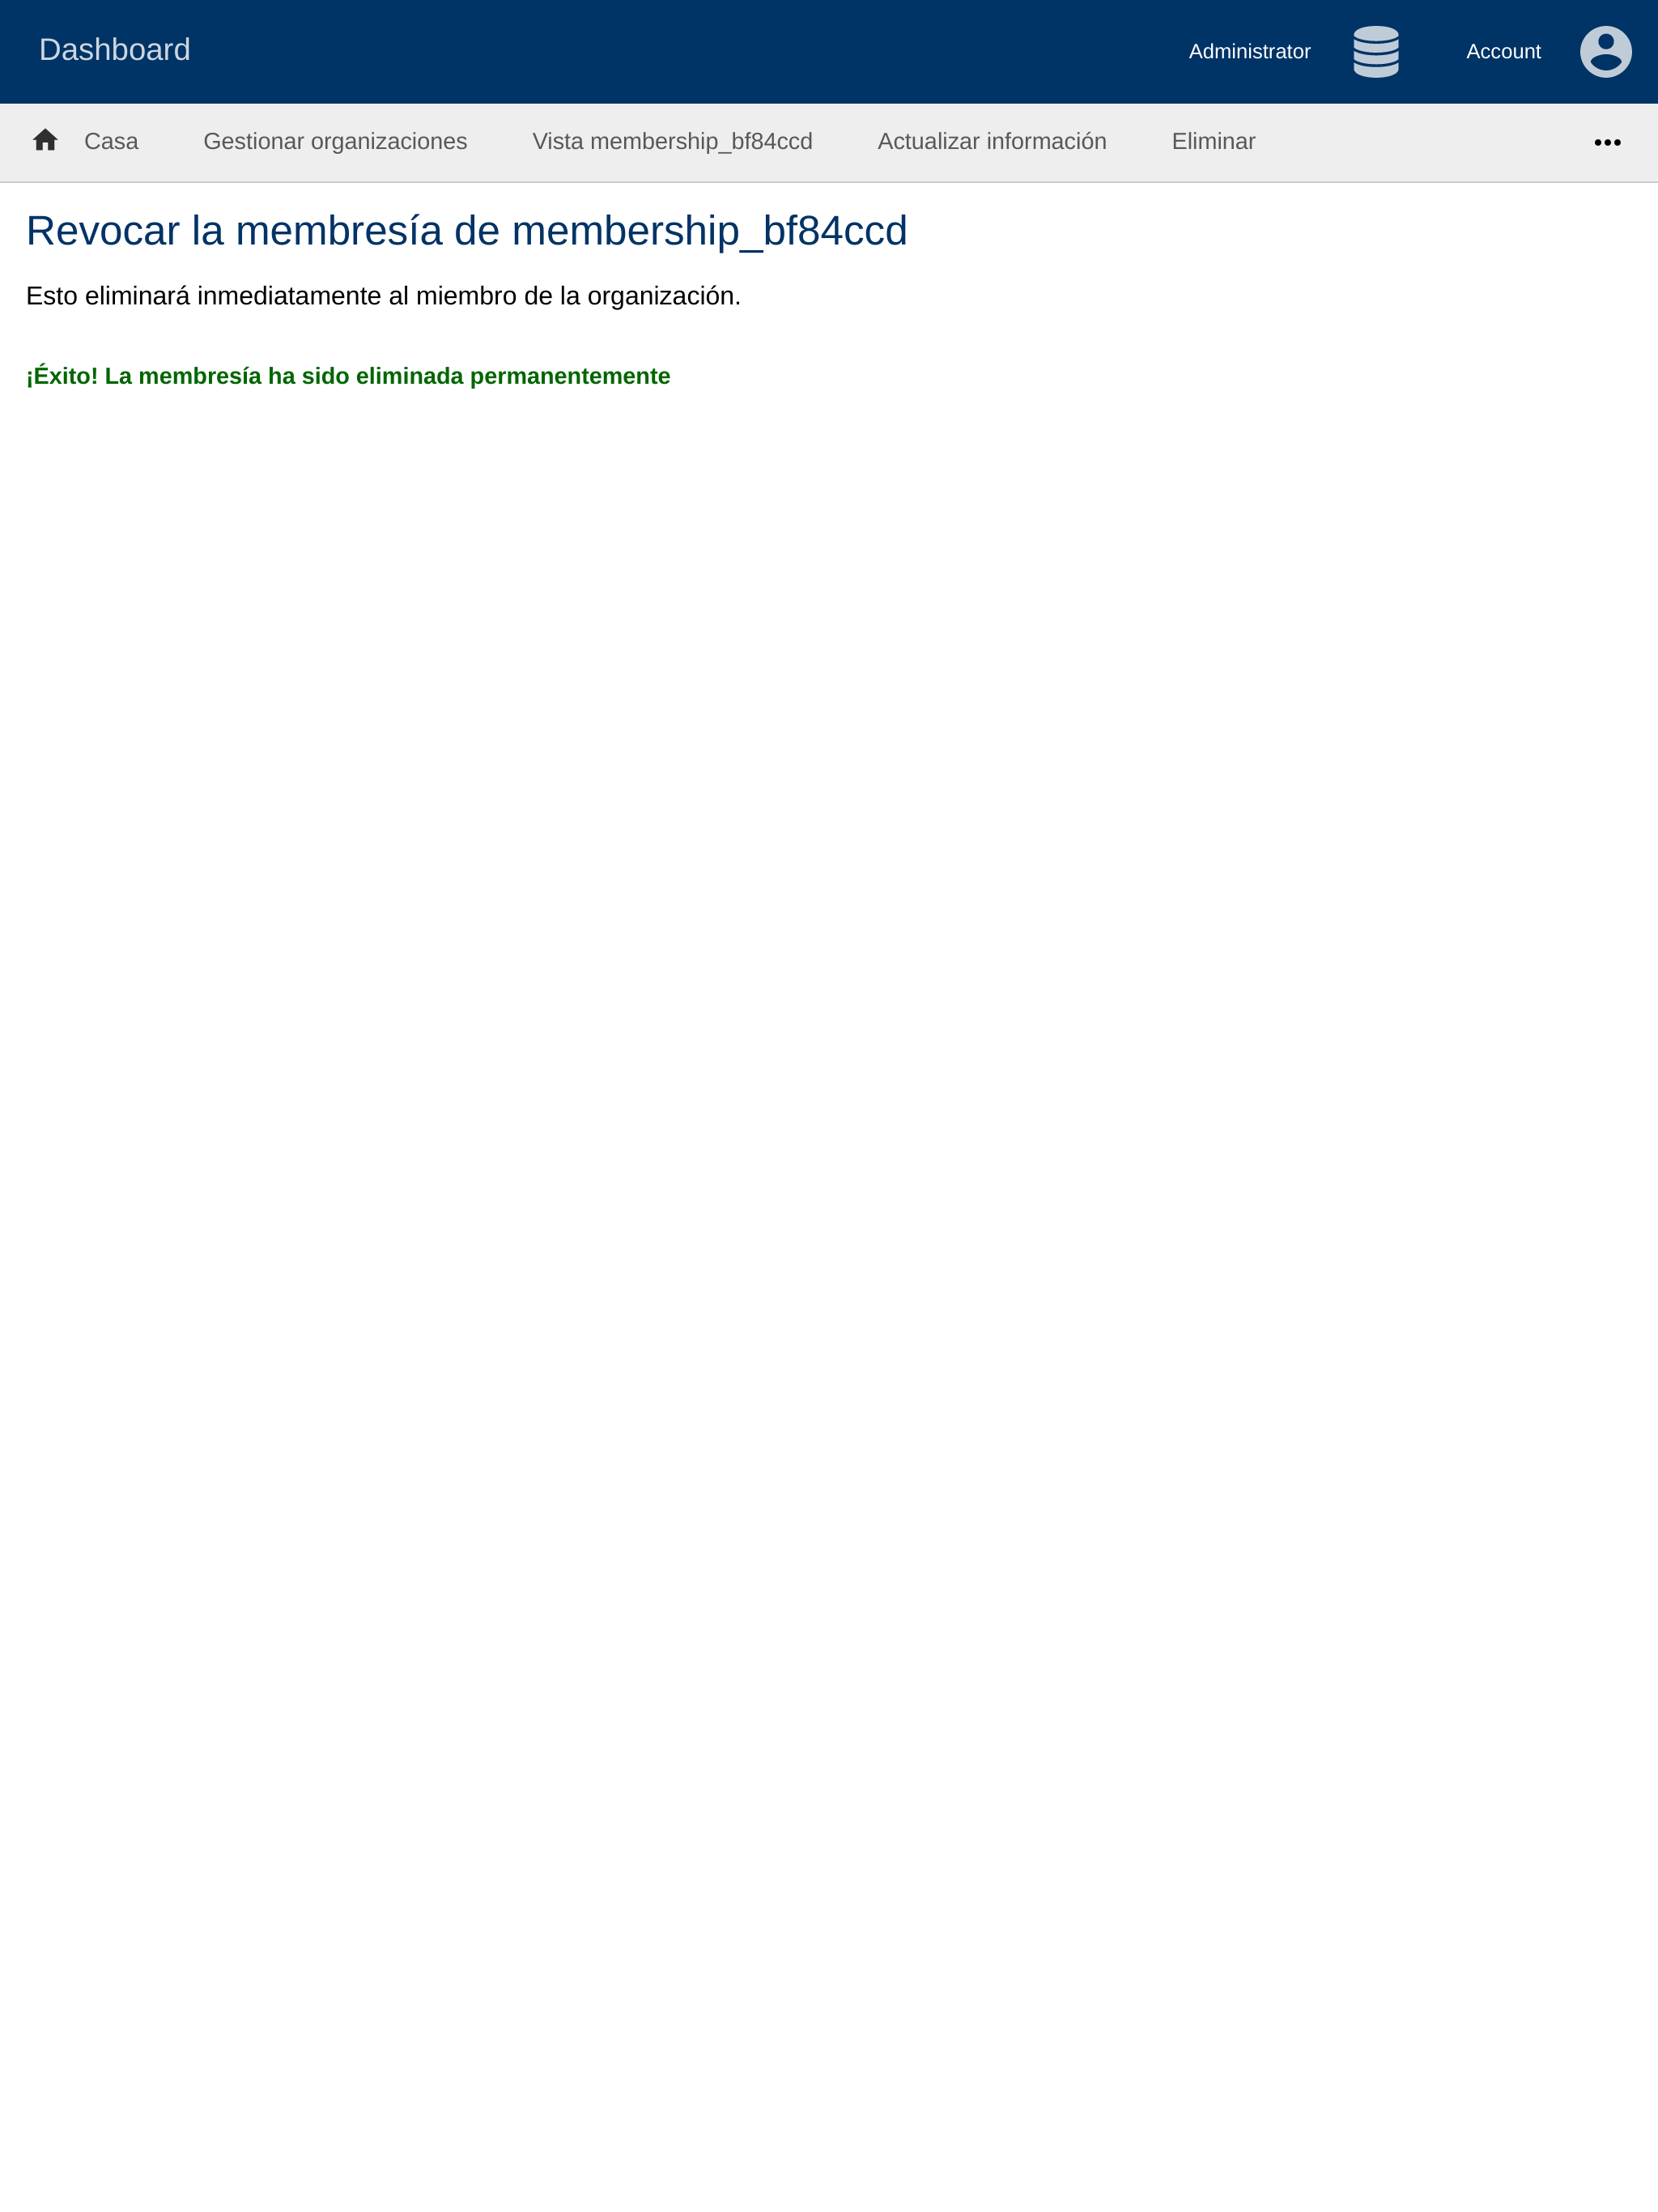 Dashboard
Administrator
Account
Casa
Gestionar organizaciones
Vista membership_bf84ccd
Actualizar información
Eliminar
Revocar la membresía de membership_bf84ccd
Esto eliminará inmediatamente al miembro de la organización.
¡Éxito! La membresía ha sido eliminada permanentemente